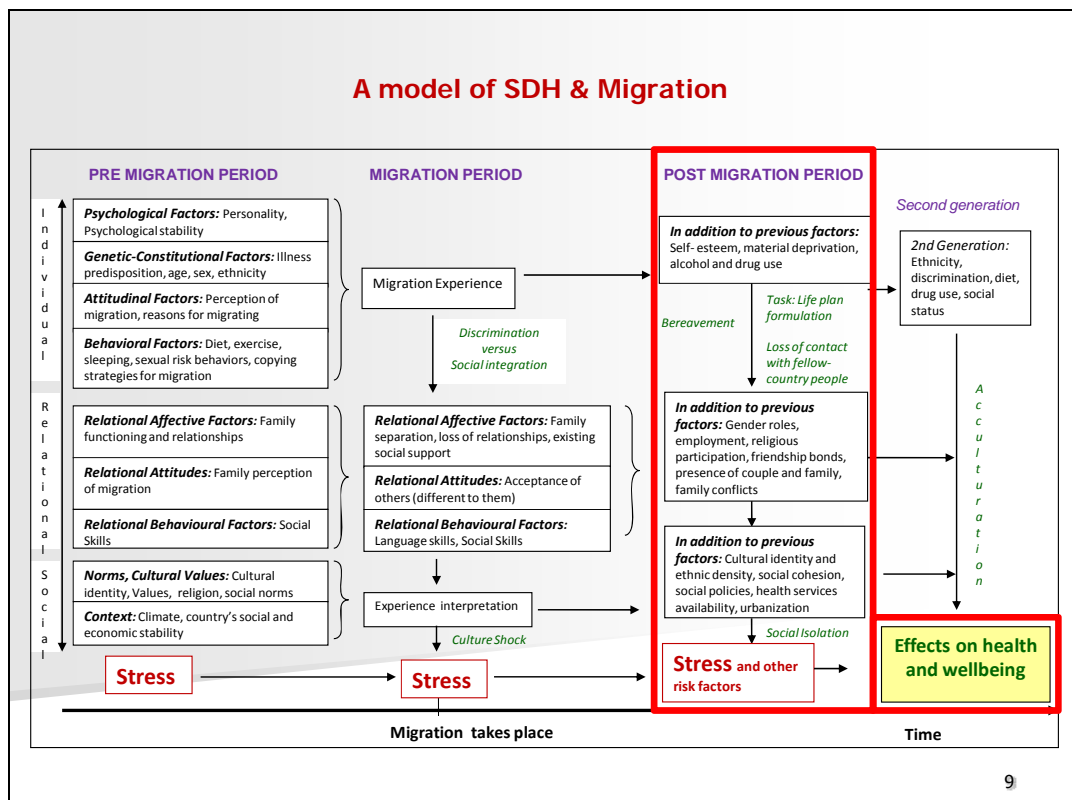 A model of SDH & Migration
PRE MIGRATION PERIOD
MIGRATION PERIOD
POST MIGRATION PERIOD
Second generation
Individual
Relational
Social
Psychological Factors: Personality,
Psychological stability
Genetic-Constitutional Factors: Illness
predisposition, age, sex, ethnicity
Attitudinal Factors: Perception of
migration, reasons for migrating
Behavioral Factors: Diet, exercise,
sleeping, sexual risk behaviors, copying
strategies for migration
Relational Affective Factors: Family
functioning and relationships
Relational Attitudes: Family perception
of migration
Relational Behavioural Factors: Social
Skills
Norms, Cultural Values: Cultural
identity, Values, religion, social norms
Context: Climate, country's social and
economic stability
Stress
Migration Experience
Discrimination
versus
Social integration
Relational Affective Factors: Family
separation, loss of relationships, existing
social support
Relational Attitudes: Acceptance of
others (different to them)
Relational Behavioural Factors:
Language skills, Social Skills
Experience interpretation
Culture Shock
Stress
In addition to previous factors:
Self- esteem, material deprivation,
alcohol and drug use
Bereavement
Task: Life plan
formulation
Loss of contact
with fellow-
country people
In addition to previous
factors: Gender roles,
employment, religious
participation, friendship bonds,
presence of couple and family,
family conflicts
In addition to previous
factors: Cultural identity and
ethnic density, social cohesion,
social policies, health services
availability, urbanization
Social Isolation
Stress and other
risk factors
2nd Generation:
Ethnicity,
discrimination, diet,
drug use, social
status
Acculturation
Effects on health
and wellbeing
Migration takes place
Time
9